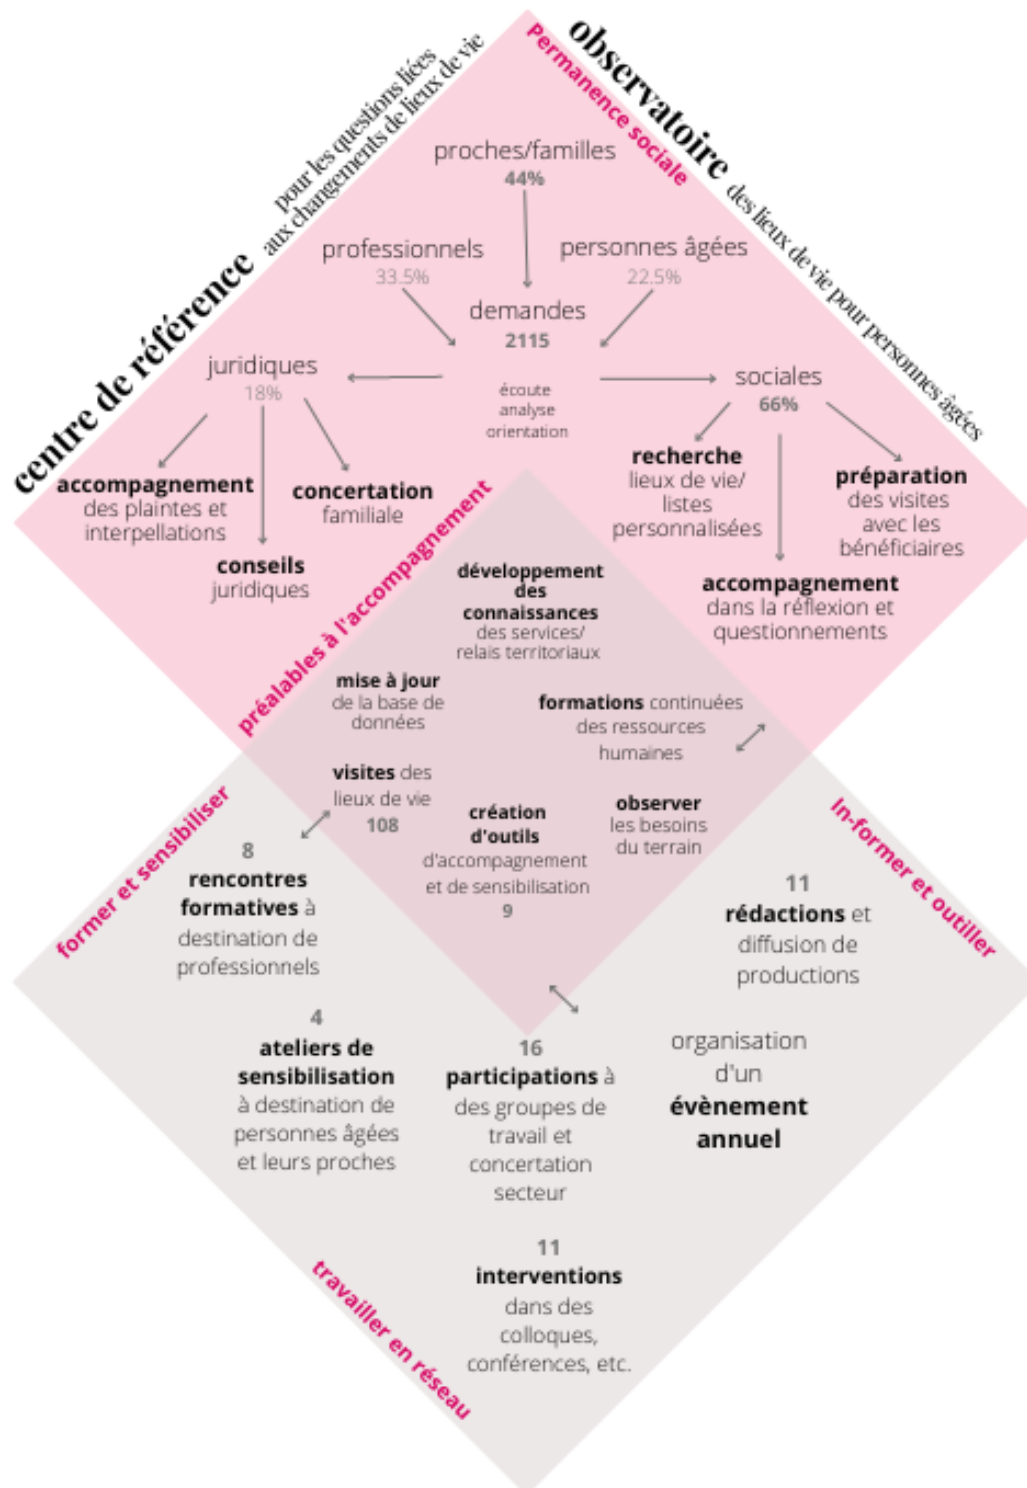 centre de référence
pour les questions liées
aux changements de lieux de vie
observatoire
des lieux de vie pour personnes âgées
Permanence sociale
proches/familles
44%
professionnels
33.5%
personnes âgées
22.5%
demandes
2115
écoute
analyse
orientation
juridiques
18%
sociales
66%
accompagnement
des plaintes et
interpellations
conseils
juridiques
concertation
familiale
recherche
lieux de vie/
listes
personnalisées
accompagnement
dans la réflexion et
questionnements
préparation
des visites
avec les
bénéficiaires
préalables à l'accompagnement
développement
des
connaissances
des services/
relais territoriaux
mise à jour
de la base de
données
formations continuées
des ressources
humaines
visites des
lieux de vie
108
création
d'outils
d'accompagnement
et de sensibilisation
9
observer
les besoins
du terrain
former et sensibiliser
In-former et outiller
8
rencontres
formatives à
destination de
professionnels
11
rédactions et
diffusion de
productions
4
ateliers de
sensibilisation
à destination de
personnes âgées
et leurs proches
16
participations à
des groupes de
travail et
concertation
secteur
organisation
d'un
évènement
annuel
11
interventions
dans des
colloques,
conférences, etc.
travailler en réseau